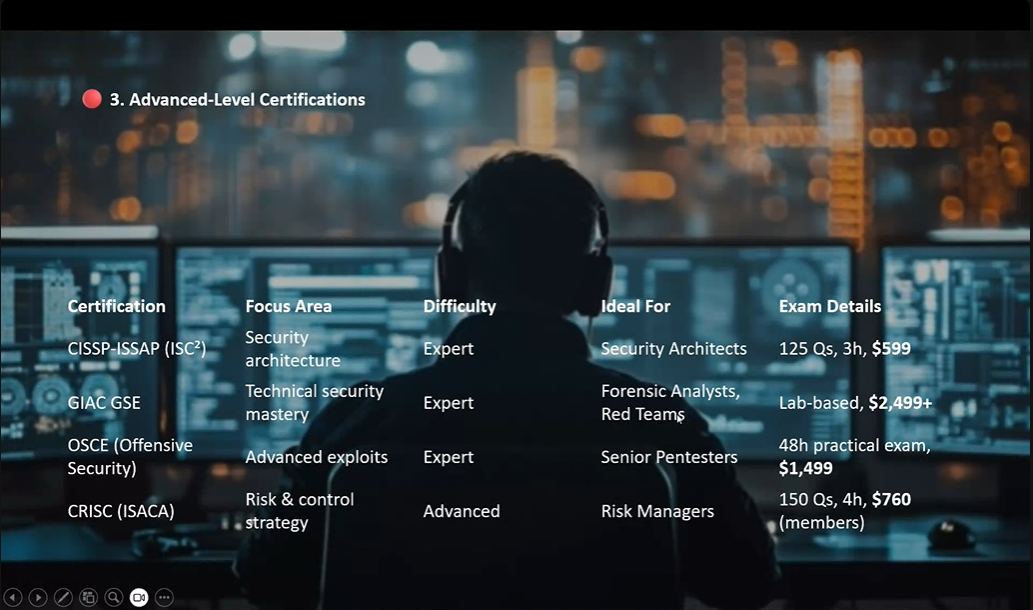 3. Advanced-Level Certifications
Certification Focus Area Difficulty Ideal For Exam Details
CISSP-ISSAP (ISC²) Security architecture Expert Security Architects 125 Qs, 3h, $599
GIAC GSE Technical security mastery Expert Forensic Analysts, Red Teams Lab-based, $2,499+
OSCE (Offensive Security) Advanced exploits Expert Senior Pentesters 48h practical exam, $1,499
CRISC (ISACA) Risk & control strategy Advanced Risk Managers 150 Qs, 4h, $760 (members)